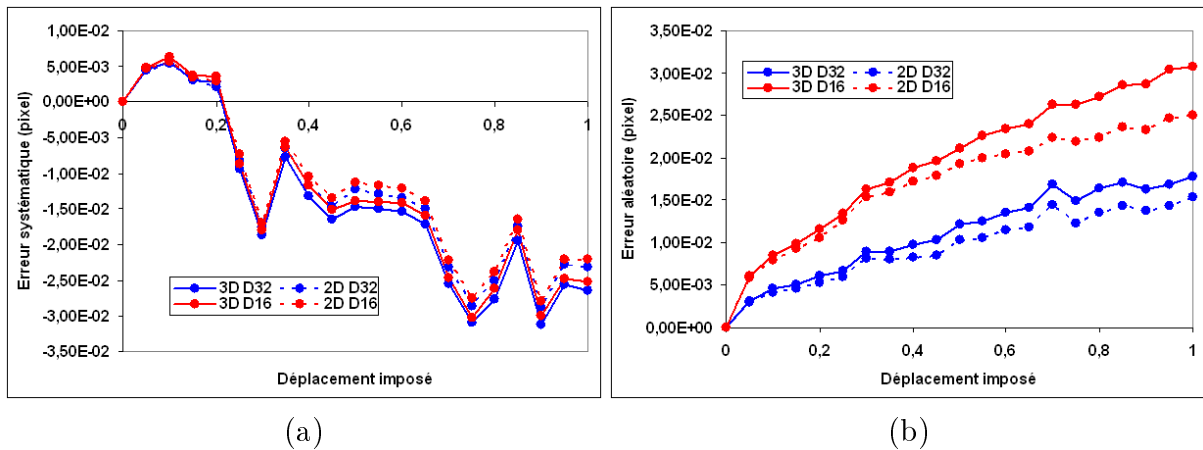 1,00E-02
5,00E-03
0,00E+00
-5,00E-03
-1,00E-02
-1,50E-02
-2,00E-02
-2,50E-02
-3,00E-02
-3,50E-02
Erreur systématique (pixel)
0 0,2 0,4 0,6 0,8 1
3D D32 2D D32
3D D16 2D D16
Déplacement imposé
(a)
3,50E-02
3,00E-02
2,50E-02
2,00E-02
1,50E-02
1,00E-02
5,00E-03
0,00E+00
Erreur aléatoire (pixel)
3D D32 2D D32
3D D16 2D D16
0 0,2 0,4 0,6 0,8 1
Déplacement imposé
(b)